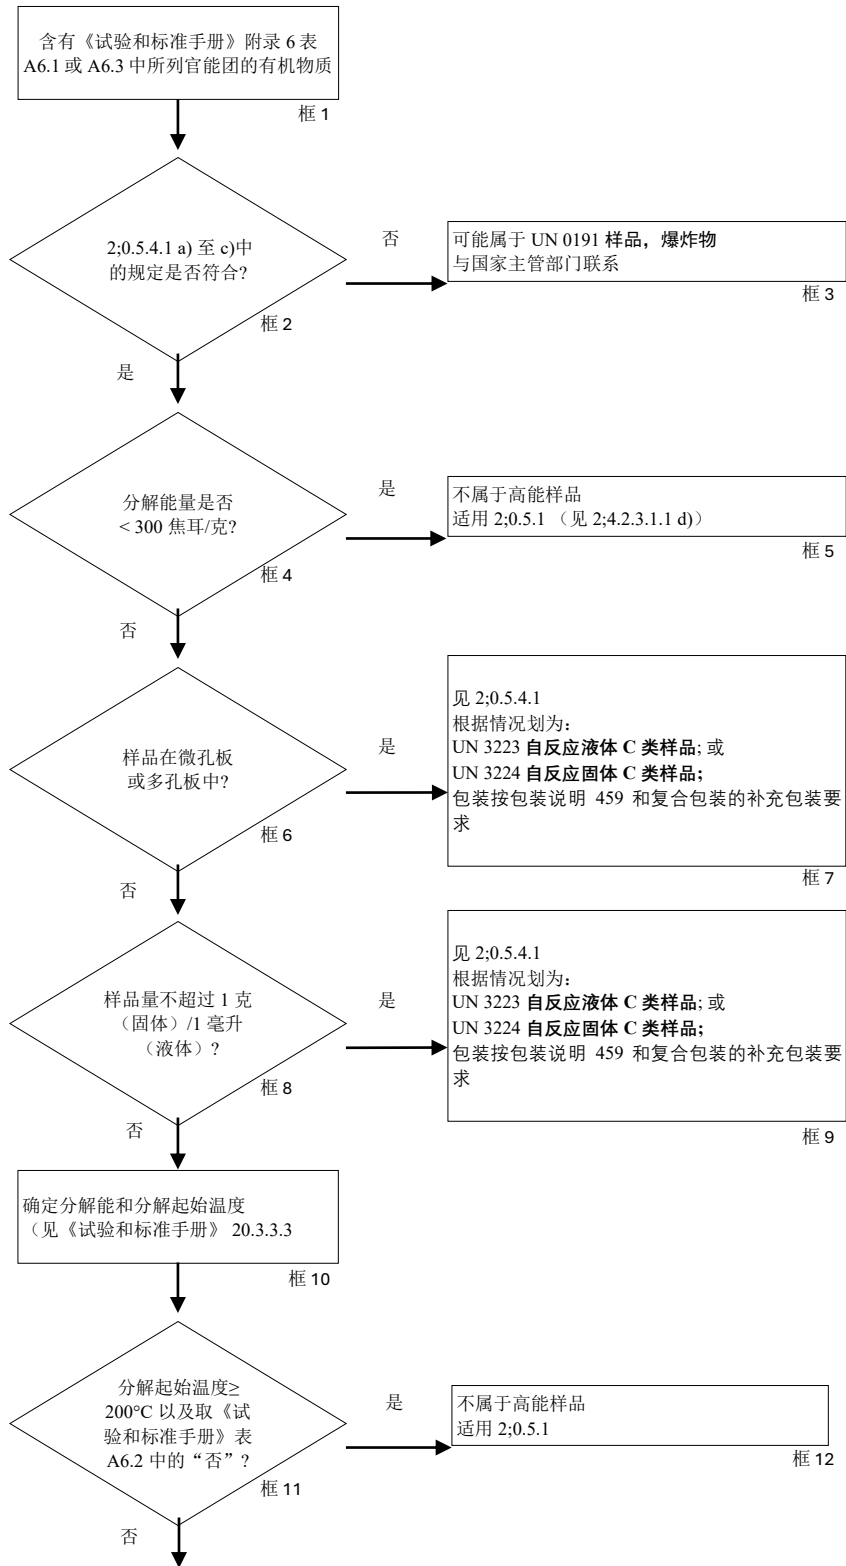 含有《试验和标准手册》附录 6 表
A6.1 或 A6.3 中所列官能团的有机物质
框 1
2;0.5.4.1 a) 至 c)中
的规定是否符合?
框 2
否
可能属于 UN 0191 样品，爆炸物
与国家主管部门联系
框 3
是
分解能量是否
< 300 焦耳/克?
框 4
是
不属于高能样品
适用 2;0.5.1 （见 2;4.2.3.1.1 d)）
框 5
否
样品在微孔板
或多孔板中?
框 6
是
见 2;0.5.4.1
根据情况划为：
UN 3223 自反应液体 C 类样品; 或
UN 3224 自反应固体 C 类样品;
包装按包装说明 459 和复合包装的补充包装要
求
框 7
否
样品量不超过 1 克
（固体）/1 毫升
（液体）?
框 8
是
见 2;0.5.4.1
根据情况划为：
UN 3223 自反应液体 C 类样品; 或
UN 3224 自反应固体 C 类样品;
包装按包装说明 459 和复合包装的补充包装要
求
框 9
否
确定分解能和分解起始温度
（见《试验和标准手册》 20.3.3.3
框 10
分解起始温度≥
200°C 以及取《试
验和标准手册》表
A6.2 中的“否”?
框 11
是
不属于高能样品
适用 2;0.5.1
框 12
否